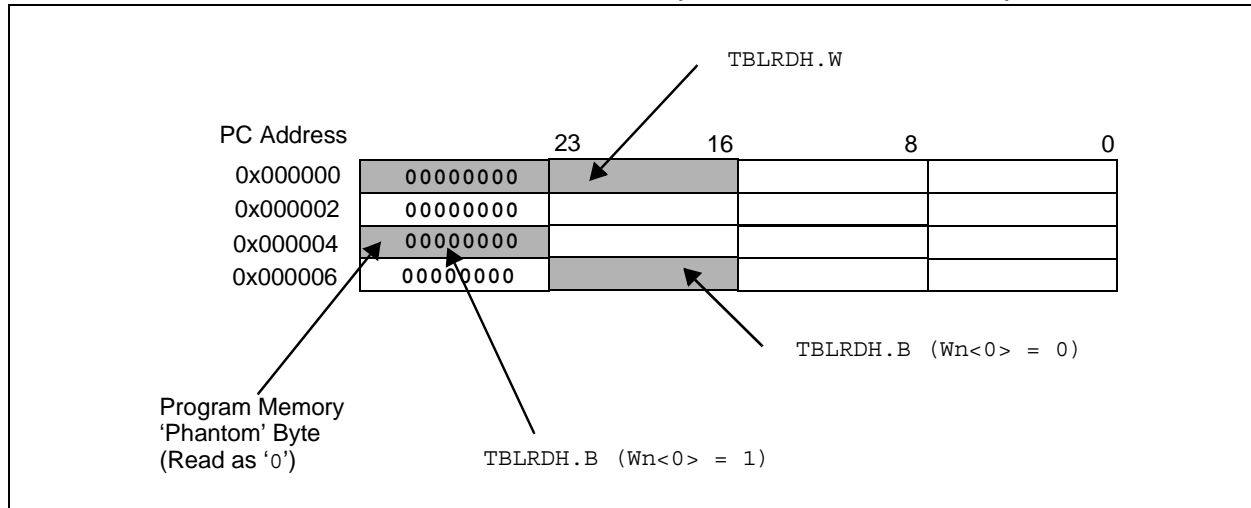 TBLRDH.W
PC Address
23 16 8 0
0x000000 00000000
0x000002 00000000
0x000004 00000000
0x000006 00000000
TBLRDH.B (Wn<0> = 0)
Program Memory
‘Phantom’ Byte
(Read as ‘0’)
TBLRDH.B (Wn<0> = 1)